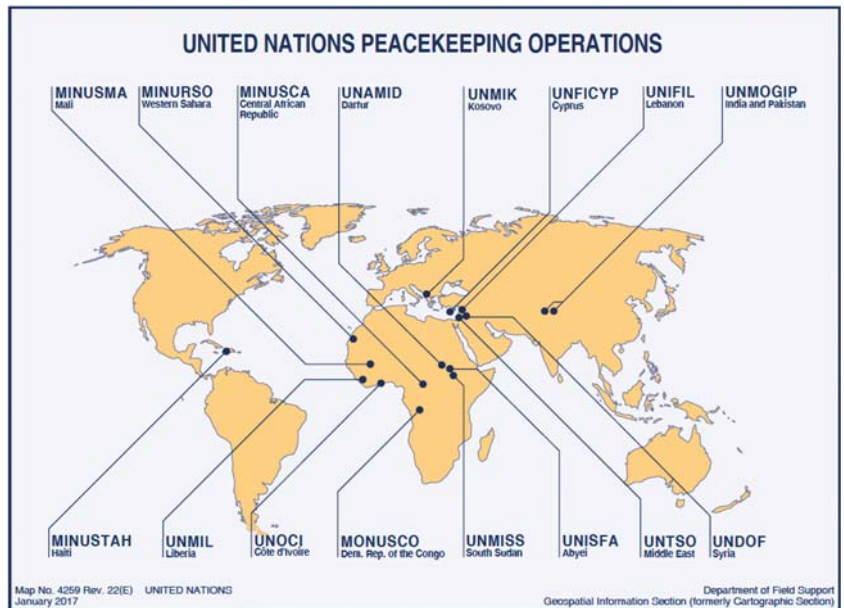 UNITED NATIONS PEACEKEEPING OPERATIONS
MINUSMA
Mali
MINURSO
Western Sahara
MINUSCA
Central African
Republic
UNAMID
Darfur
UNMIK
Kosovo
UNFICYP
Cyprus
UNIFIL
Lebanon
UNMOGIP
India and Pakistan
MINUSTAH
Haiti
UNMIL
Liberia
UNOCI
Côte d'Ivoire
MONUSCO
Dem. Rep. of the Congo
UNMISS
South Sudan
UNISFA
Abyei
UNTSO
Middle East
UNDOF
Syria
Map No. 4259 Rev. 22(E) UNITED NATIONS
January 2017
Department of Field Support
Geospatial Information Section (formerly Cartographic Section)